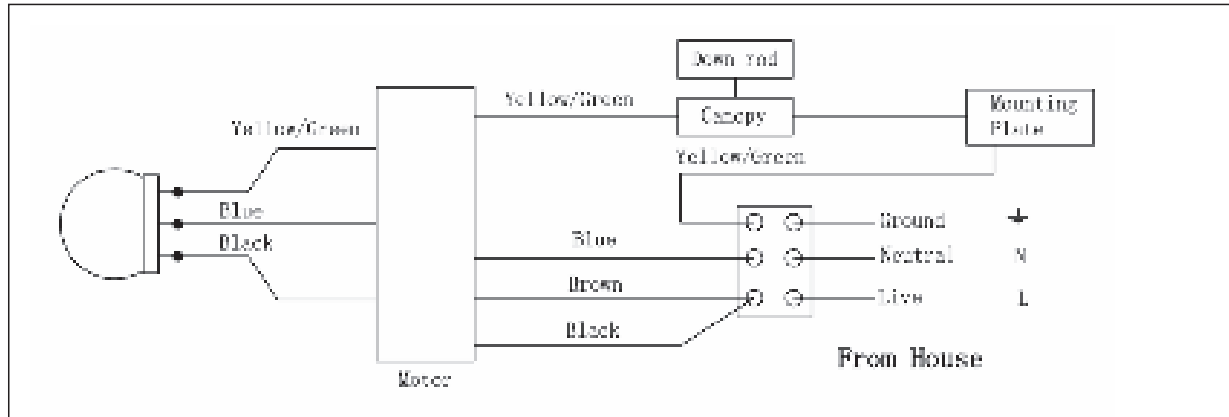 Down rod
Yellow/Green
Canopy
Mounting
Plate
Yellow/Green
Yellow/Green
Blue
Black
Blue
Brown
Black
Motor
Ground
Neutral N
Live L
From House